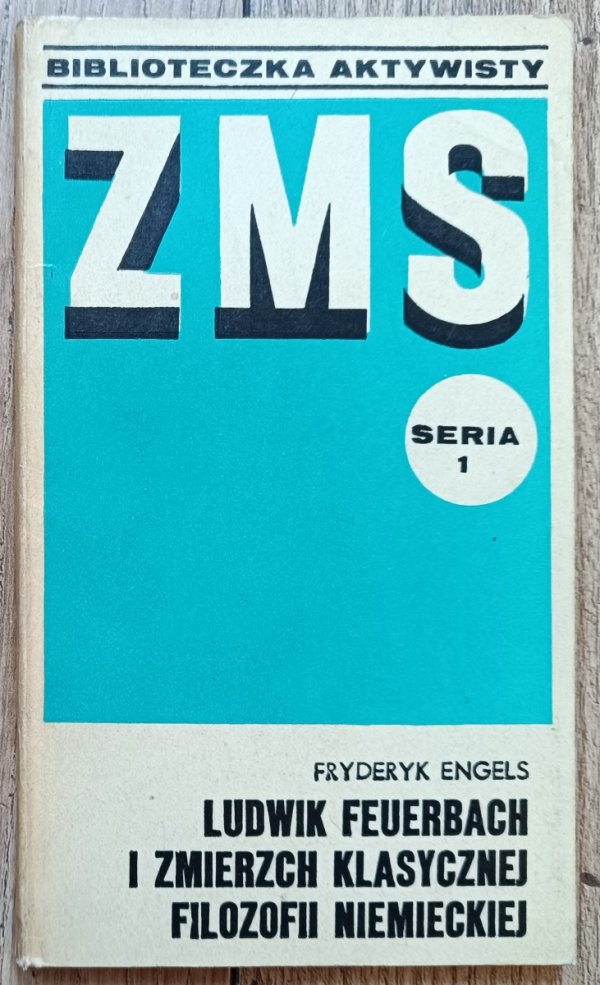 BIBLIOTECZKA AKTYWISTY
ZMS
SERIA
1
FRYDERYK ENGELS
LUDWIK FEUERBACH
I ZMIERZCH KLASYCZNEJ
FILOZOFII NIEMIECKIEJ